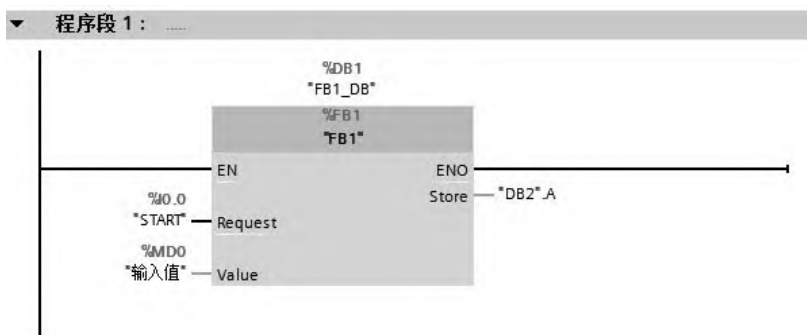 程序段 1： .....
%DB1
"FB1_DB"
%FB1
"FB1"
EN ENO
%I0.0
"START" Request
Store "DB2".A
%MD0
"输入值" Value